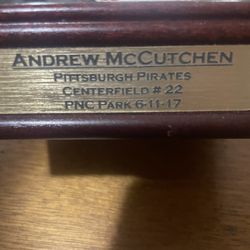 ANDREW MCCUTCHEN
PITTSBURGH PIRATES
CENTERFIELD # 22
PNC PARK 6-11-17